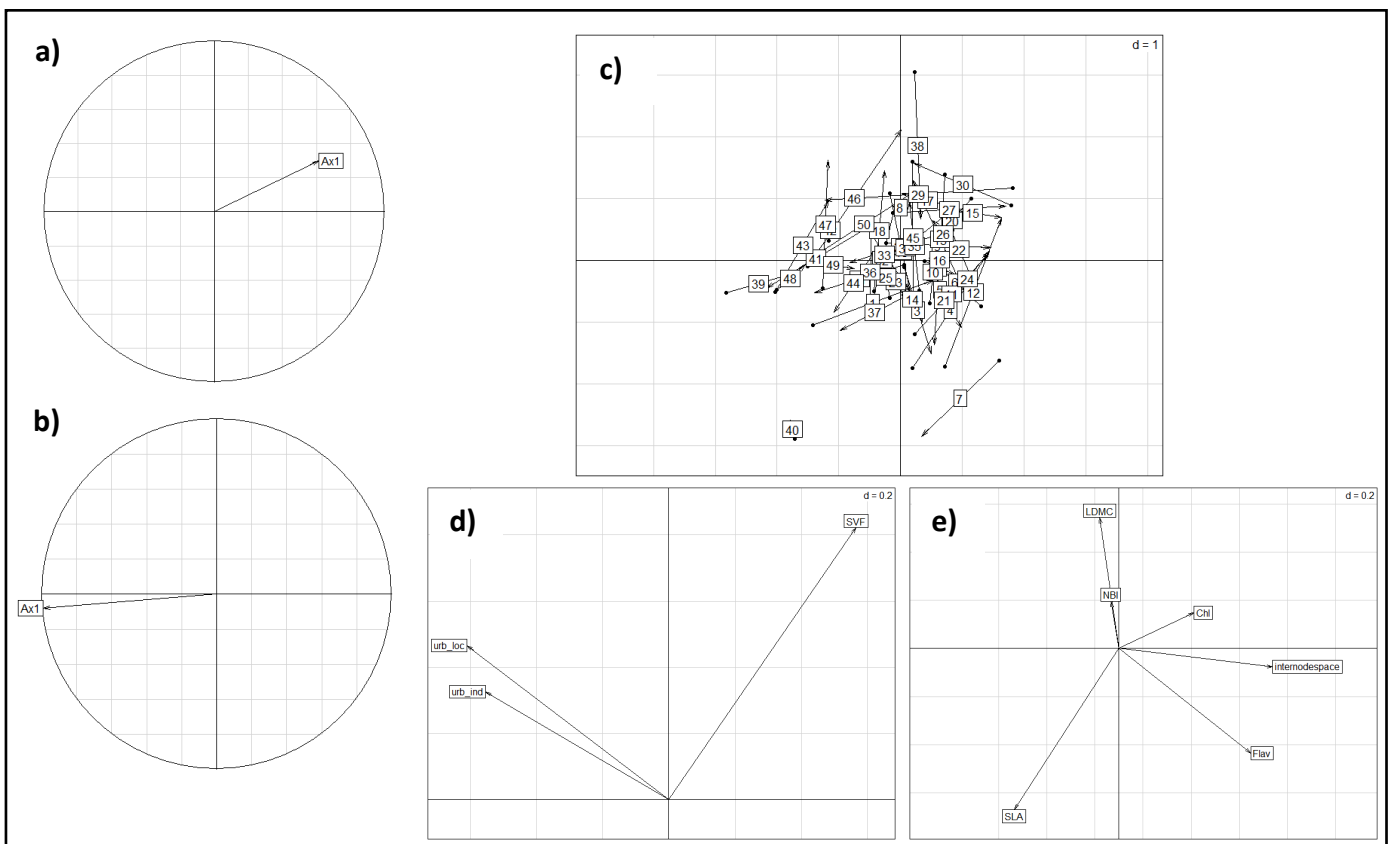 a)
Ax1
b)
Ax1
c)
d = 1
38
30
29
46
8
27
15
47
50
18
26
43
45
22
41
33
16
49
36
10
39
48
44
25
24
12
14
21
37
3
4
7
40
d)
d = 0.2
SVF
urb_loc
urb_ind
e)
d = 0.2
LDMC
NBI
Chl
internodespace
Flav
SLA